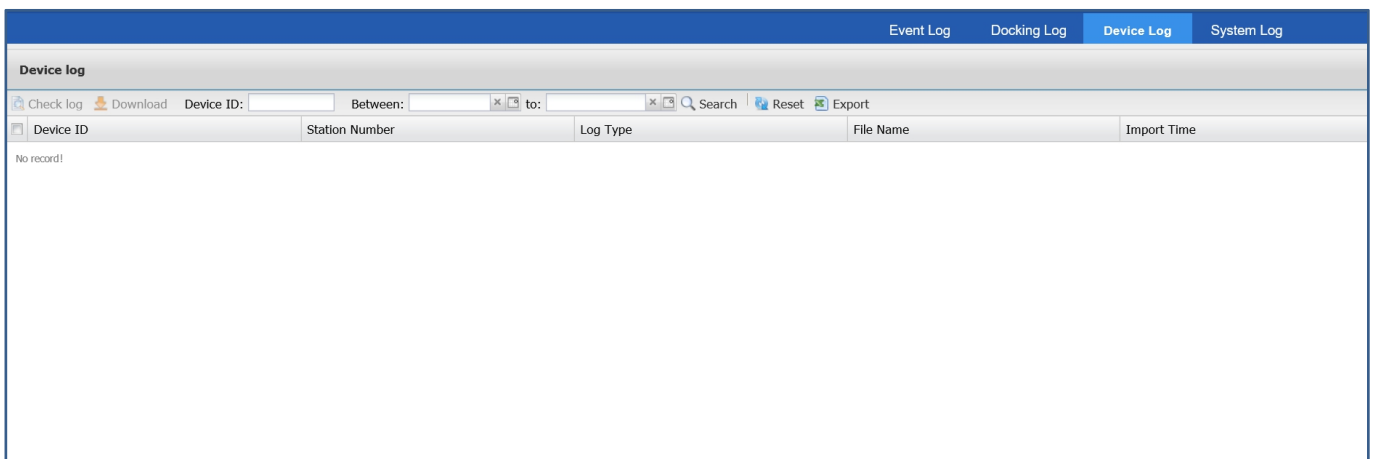 Event Log Docking Log Device Log System Log
Device log
Check log Download Device ID: Between: to: Search Reset Export
Device ID Station Number Log Type File Name Import Time
No record!